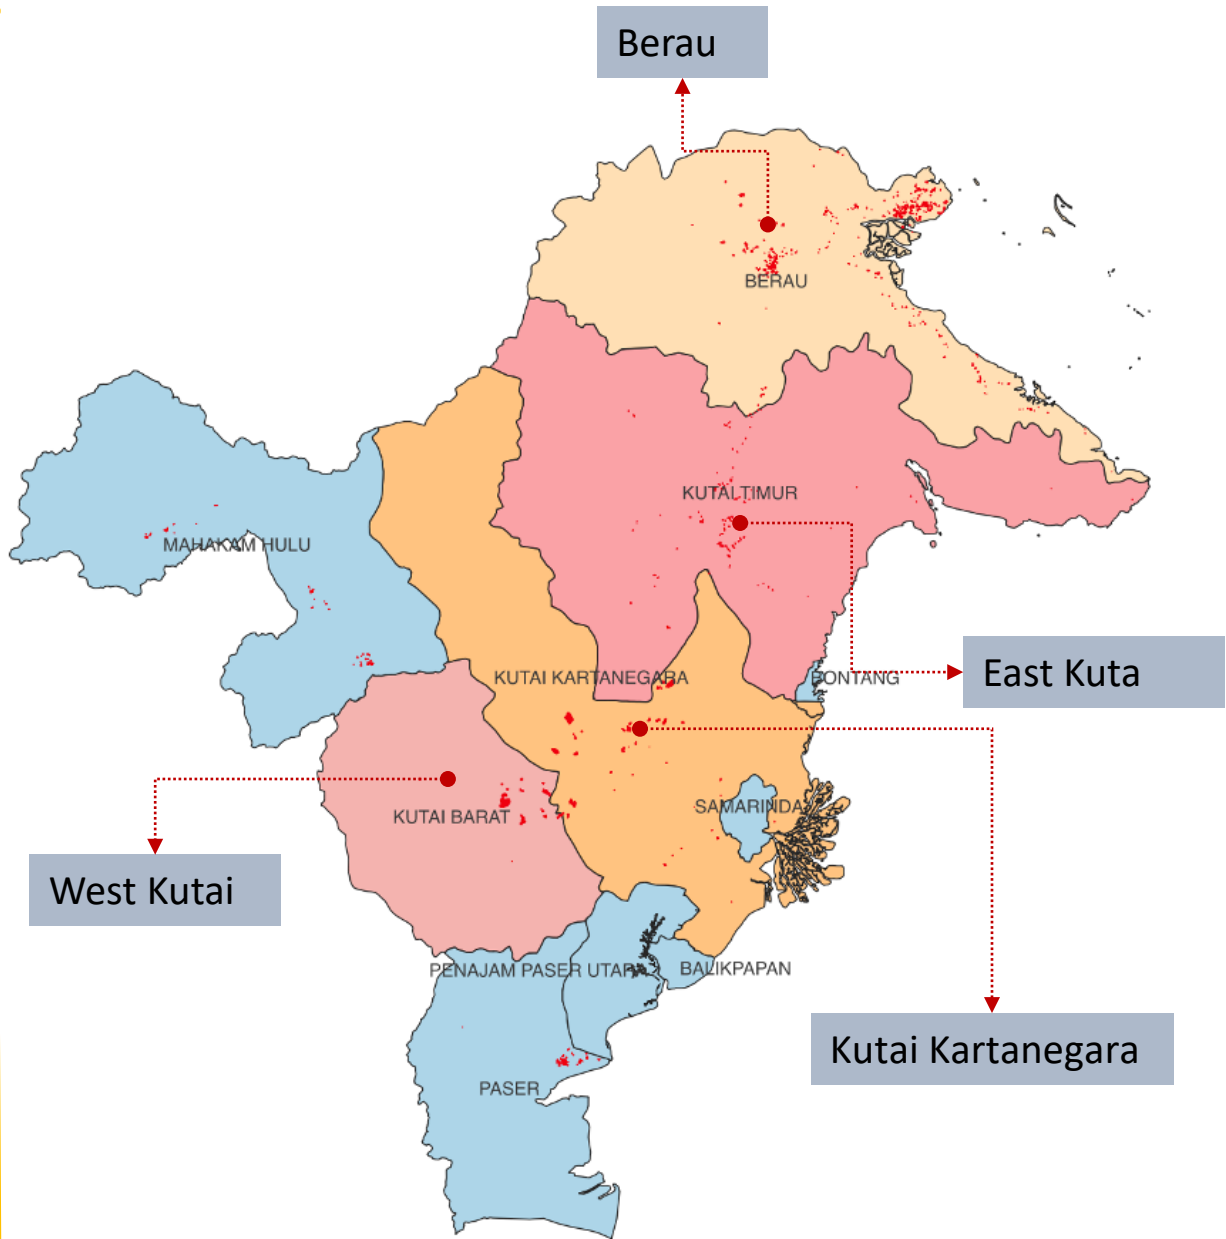 Berau
BERAU
KUTAI TIMUR
MAHAKAM HULU
KUTAI KARTANEGARA
BONTANG
East Kuta
SAMARINDA
KUTAI BARAT
West Kutai
PENAJAM PASER UTARA
BALIKPAPAN
Kutai Kartanegara
PASER